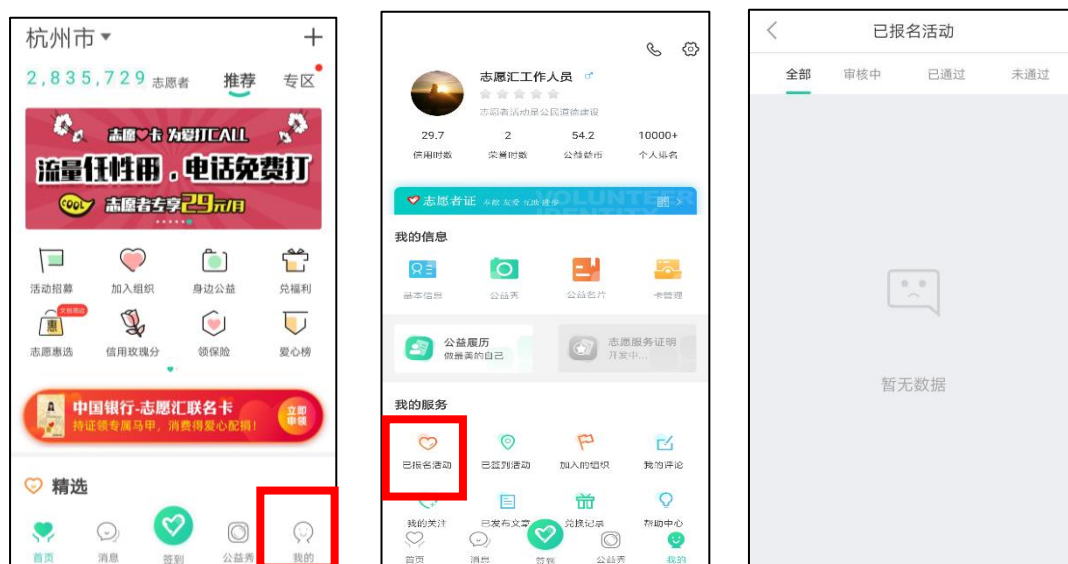 杭州市
2,835,729 志愿者 推荐 专区
志愿卡 为爱打CALL
流量任性用.电话免费打
COOL 志愿者专享29元/月
活动招募 加入组织 身边公益 兑福利
惠
志愿惠选 信用玫瑰分 领保险 爱心榜
中国银行-志愿汇联名卡
持证领专属马甲,消费得爱心配捐!
立即
申领
精选
首页 消息 签到 公益秀 我的
志愿汇工作人员
志愿者活动是公民道德建设
29.7 2 54.2 10000+
信用时数 荣誉时数 公益益币 个人排名
志愿者证 奉献 友爱 互助 进步
VOLUNTEER
IDENTITY
我的信息
基本信息 公益秀 公益名片 卡管理
公益履历
做最美的自己
志愿服务证明
开发中...
我的服务
已报名活动 已签到活动 加入的组织 我的评论
我的关注 已发布文章 兑换记录 帮助中心
首页 消息 签到 公益秀 我的
已报名活动
全部 审核中 已通过 未通过
暂无数据